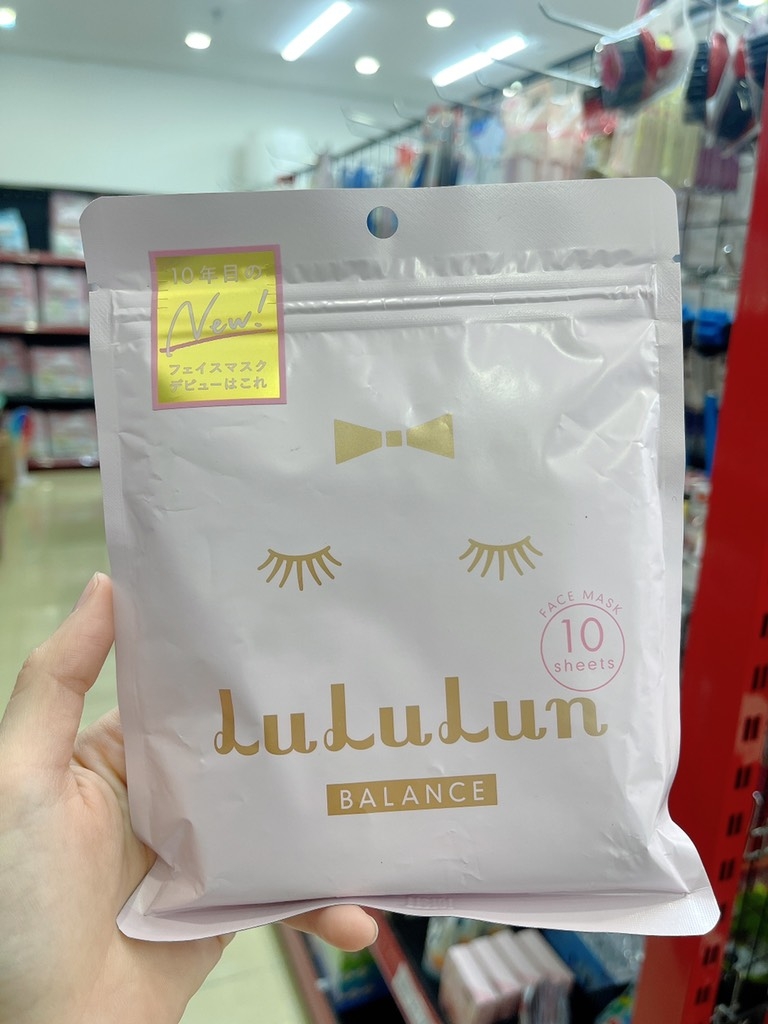 10年目の
New!
フェイスマスク
デビューはこれ
FACE MASK
10
sheets
LuLuLun
BALANCE